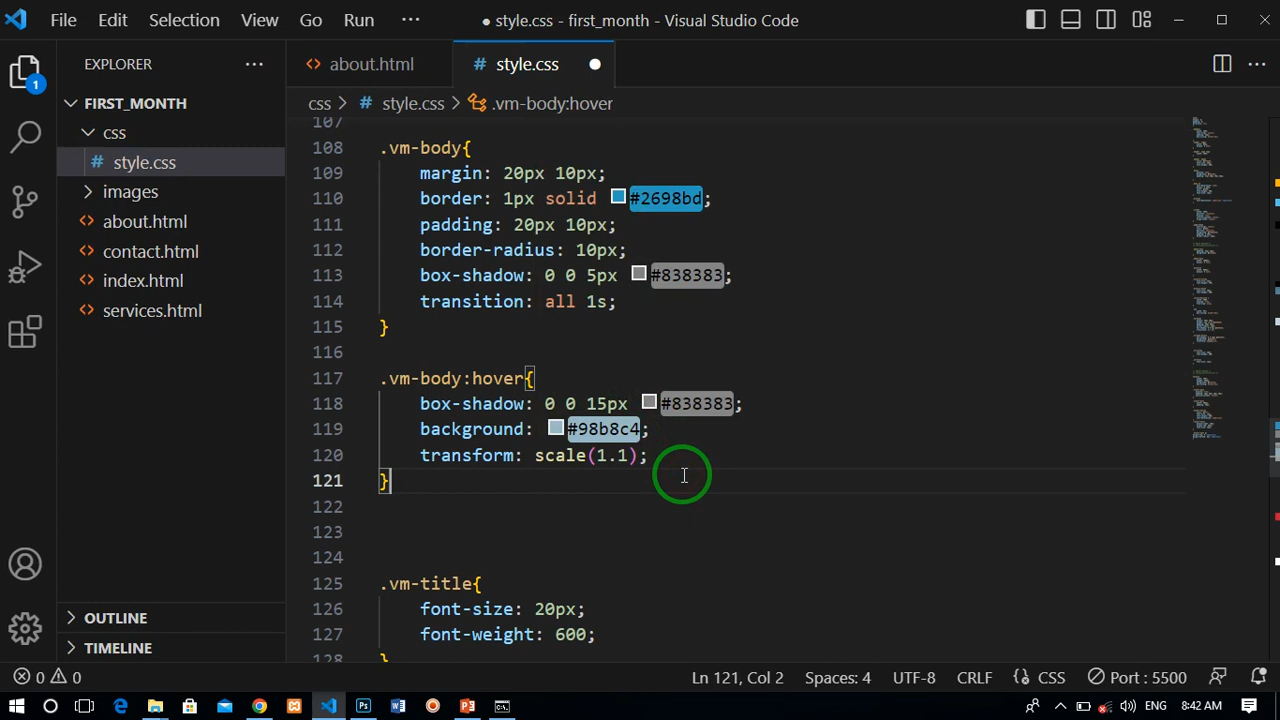 File Edit Selection View Go Run ··· ● style.css - first_month - Visual Studio Code
EXPLORER ···
about.html
# style.css ●
1
FIRST_MONTH
css
# style.css
images
about.html
contact.html
index.html
services.html
OUTLINE
TIMELINE
css > # style.css > .vm-body:hover
107
108 .vm-body{
109 margin: 20px 10px;
110 border: 1px solid #2698bd;
111 padding: 20px 10px;
112 border-radius: 10px;
113 box-shadow: 0 0 5px #838383;
114 transition: all 1s;
115 }
116
117 .vm-body:hover{
118 box-shadow: 0 0 15px #838383;
119 background: #98b8c4;
120 transform: scale(1.1);
121 }
122
123
124
125 .vm-title{
126 font-size: 20px;
127 font-weight: 600;
128 }
0 0 Ln 121, Col 2 Spaces: 4 UTF-8 CRLF {} CSS Port : 5500
ENG 8:42 AM